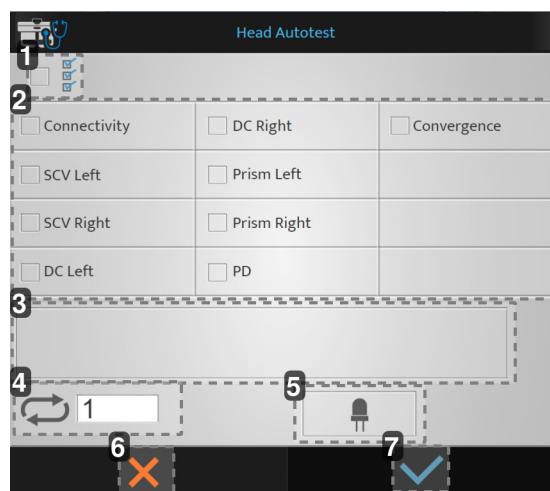 Head Autotest
1
2
Connectivity DC Right Convergence
SCV Left Prism Left
SCV Right Prism Right
DC Left PD
3
4
1
5
6
7